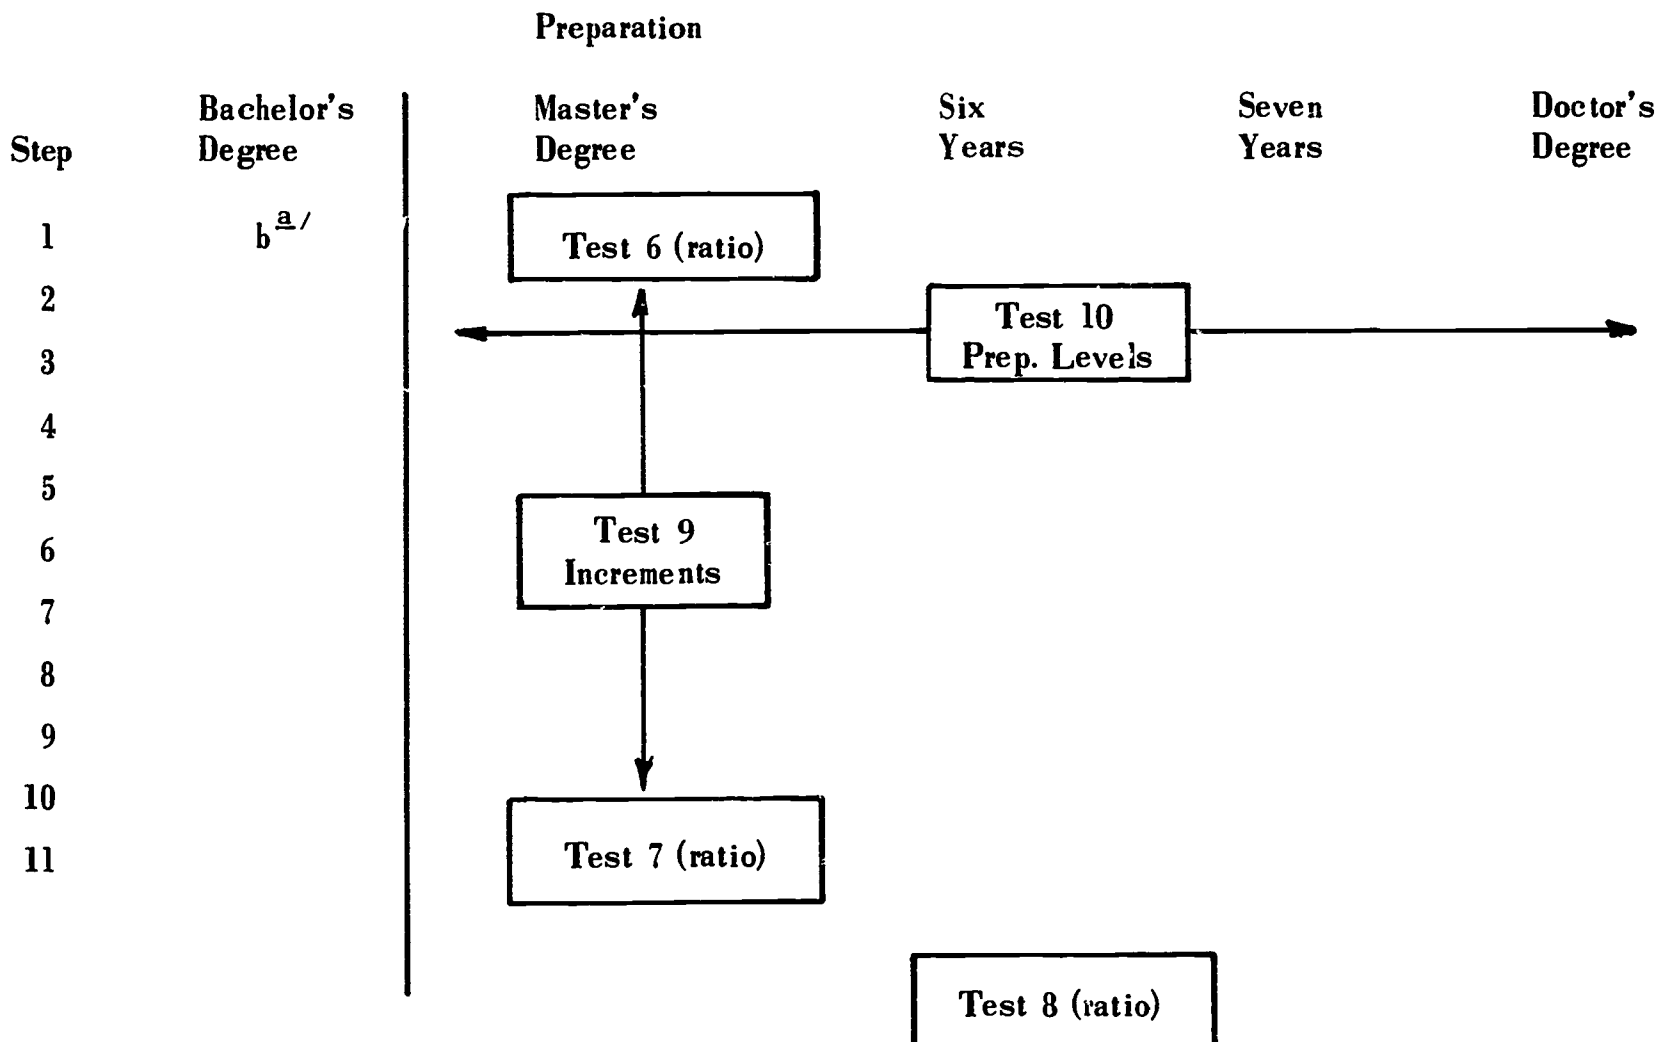 Preparation
Step Bachelor's Degree Master's Degree Six Years Seven Years Doctor's Degree
1 b a/ Test 6 (ratio)
2
Test 10
3
Prep. Levels
4
5
Test 9
6
Increments
7
8
9
10
11 Test 7 (ratio)
Test 8 (ratio)